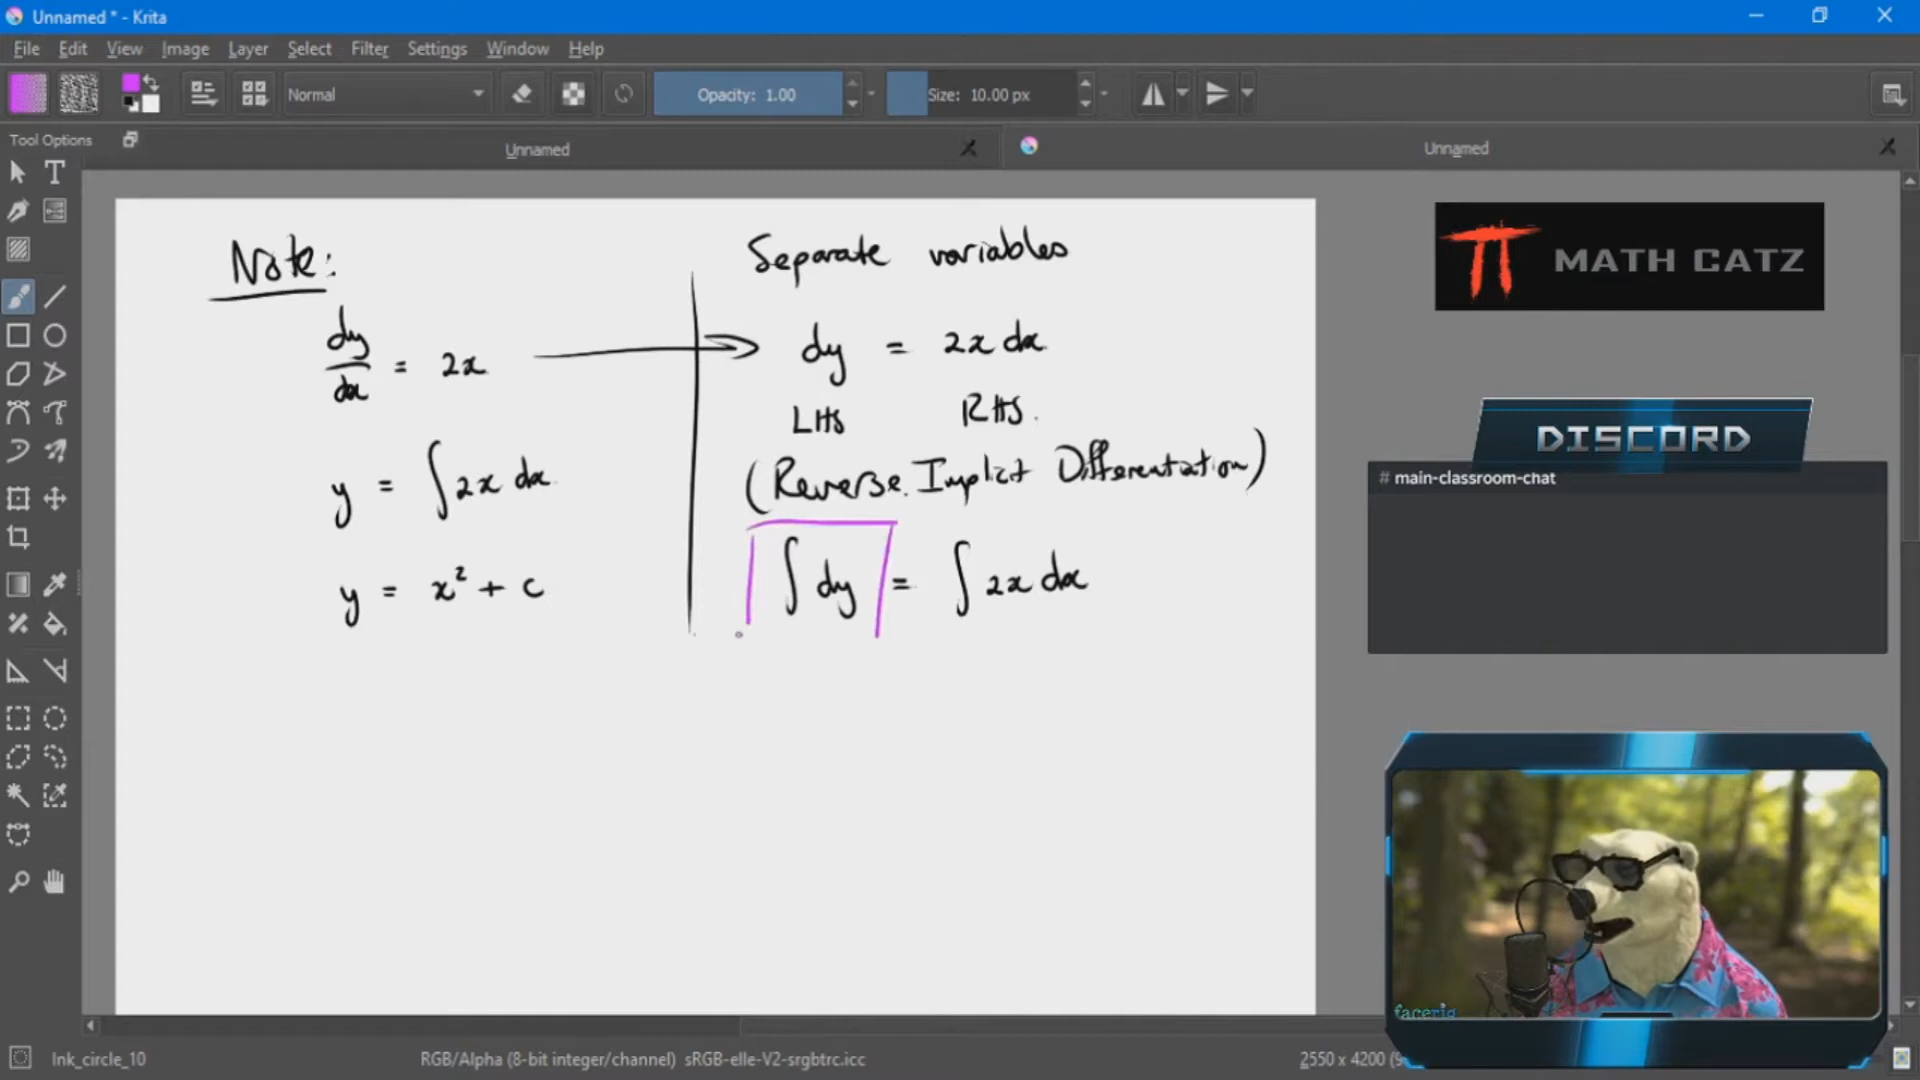 Unnamed * - Krita
File Edit View Image Layer Select Filter Settings Window Help
Normal
Opacity: 1.00
Size: 10.00 px
Tool Options
Unnamed
Unnamed
Note:
dy/dx = 2x
y = ∫2x dx
y = x² + c
Separate variables
dy = 2x dx
LHS RHS.
(Reverse Implicit Differentiation)
∫ dy = ∫ 2x dx
MATH CATZ
DISCORD
# main-classroom-chat
facerig
Ink_circle_10
RGB/Alpha (8-bit integer/channel) sRGB-elle-V2-srgbtrc.icc
2550 x 4200 (9